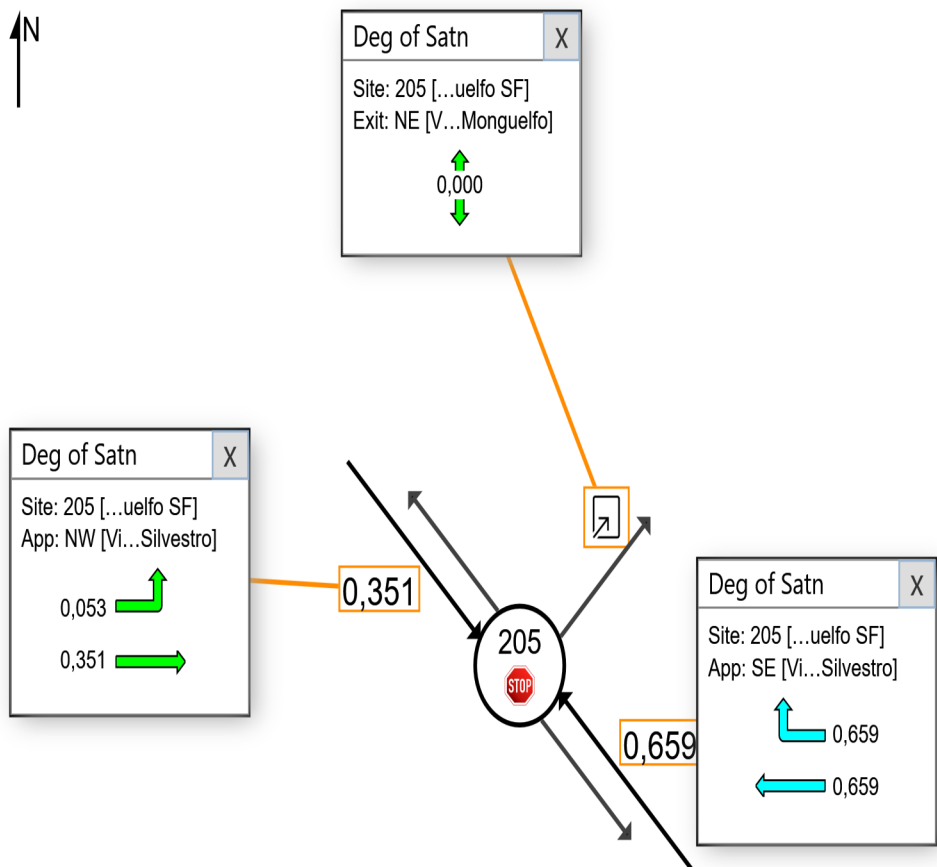 N
Deg of Satn X
Site: 205 [...uelfo SF]
Exit: NE [V...Monguelfo]
0,000
Deg of Satn X
Site: 205 [...uelfo SF]
App: NW [Vi...Silvestro]
0,053
0,351
0,351
205
STOP
0,659
Deg of Satn X
Site: 205 [...uelfo SF]
App: SE [Vi...Silvestro]
0,659
0,659